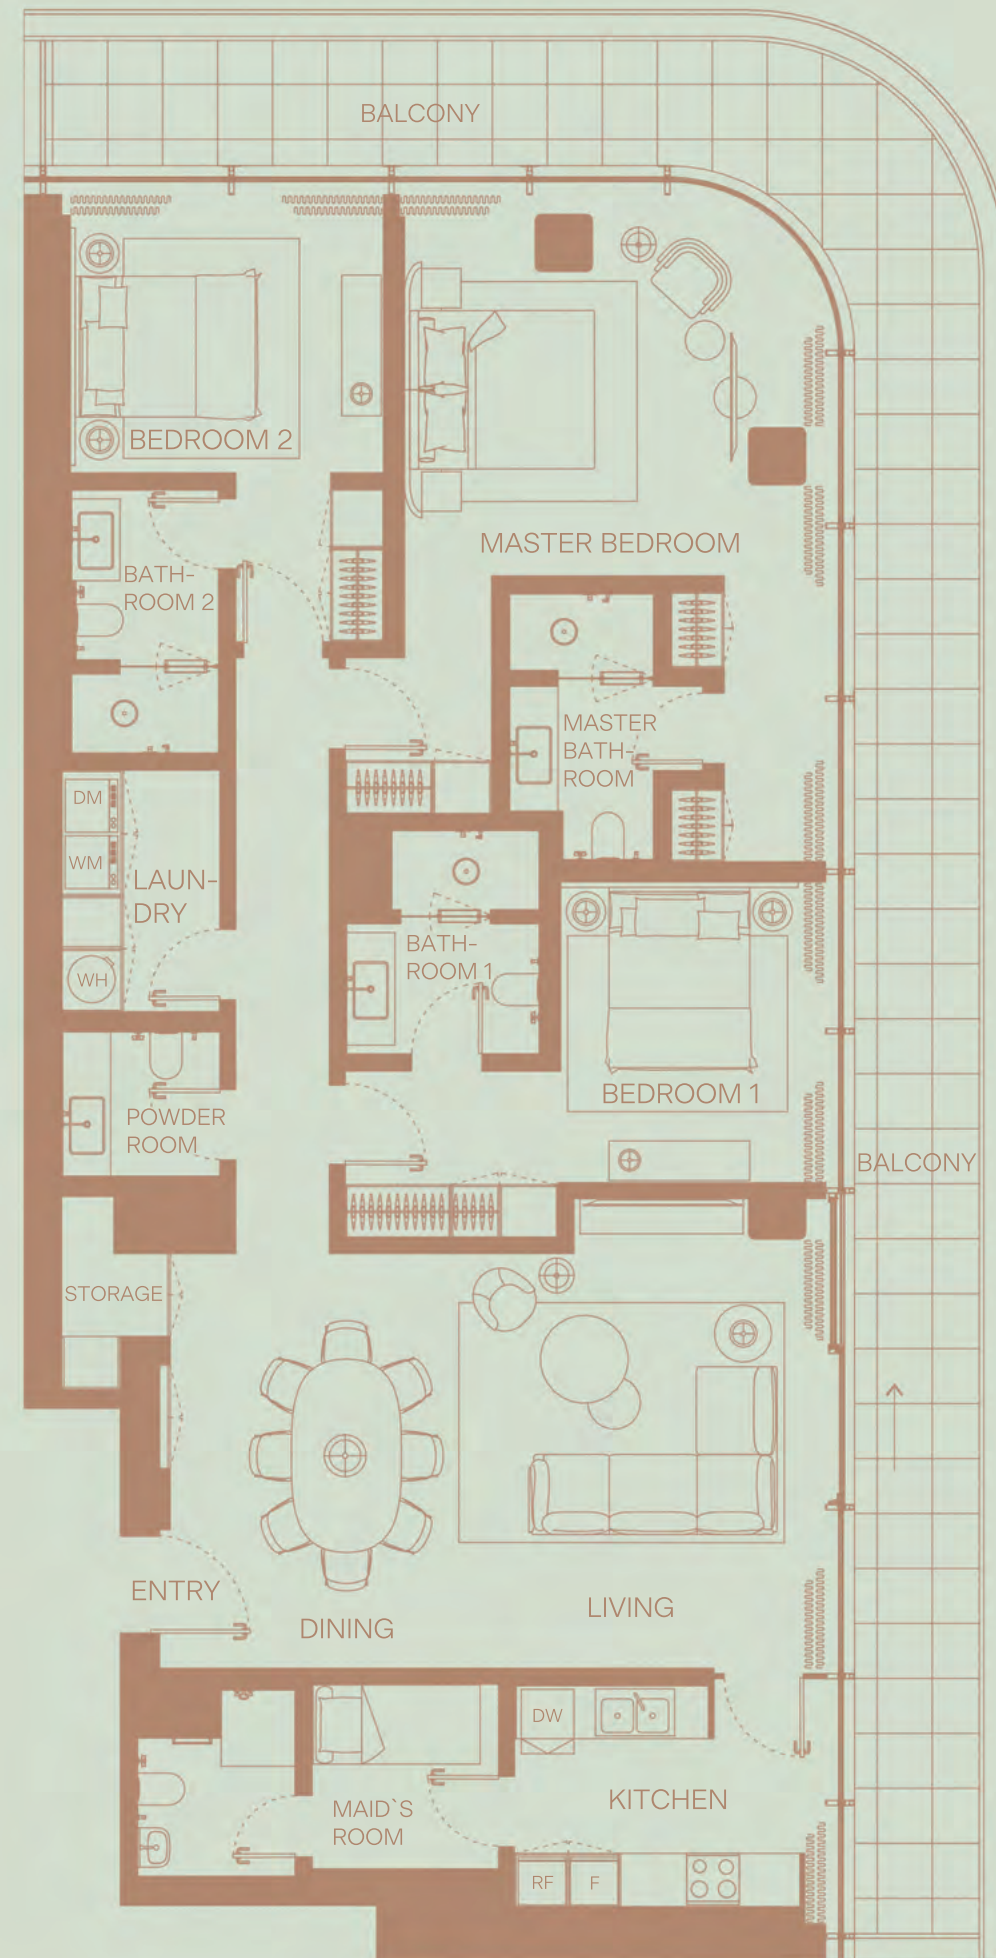 BALCONY
BEDROOM 2
MASTER BEDROOM
BATH-
ROOM 2
MASTER
BATH-
ROOM
DM
WM
LAUN-
DRY
WH
BATH-
ROOM 1
BEDROOM 1
POWDER
ROOM
BALCONY
STORAGE
ENTRY
DINING
LIVING
DW
KITCHEN
MAID`S
ROOM
RF
F